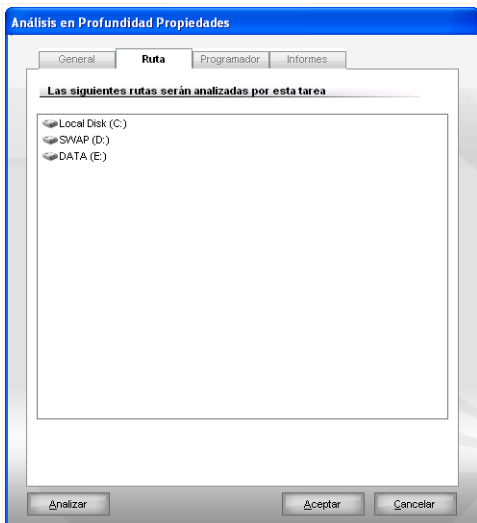 Análisis en Profundidad Propiedades
General Ruta Programador Informes
Las siguientes rutas serán analizadas por esta tarea
Local Disk (C:)
SWAP (D:)
DATA (E:)
Analizar Aceptar Cancelar